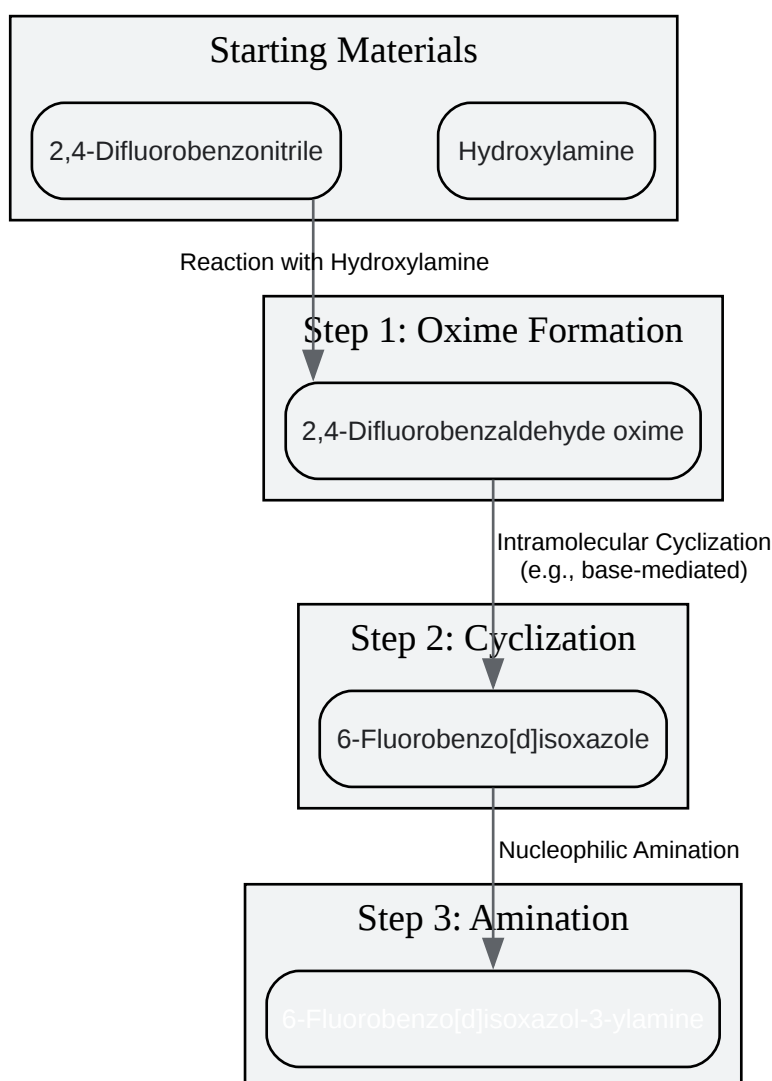 Starting Materials
2,4-Difluorobenzonitrile
Hydroxylamine
Reaction with Hydroxylamine
Step 1: Oxime Formation
2,4-Difluorobenzaldehyde oxime
Intramolecular Cyclization
(e.g., base-mediated)
Step 2: Cyclization
6-Fluorobenzo[d]isoxazole
Nucleophilic Amination
Step 3: Amination
6-Fluorobenzo[d]isoxazol-3-ylamine